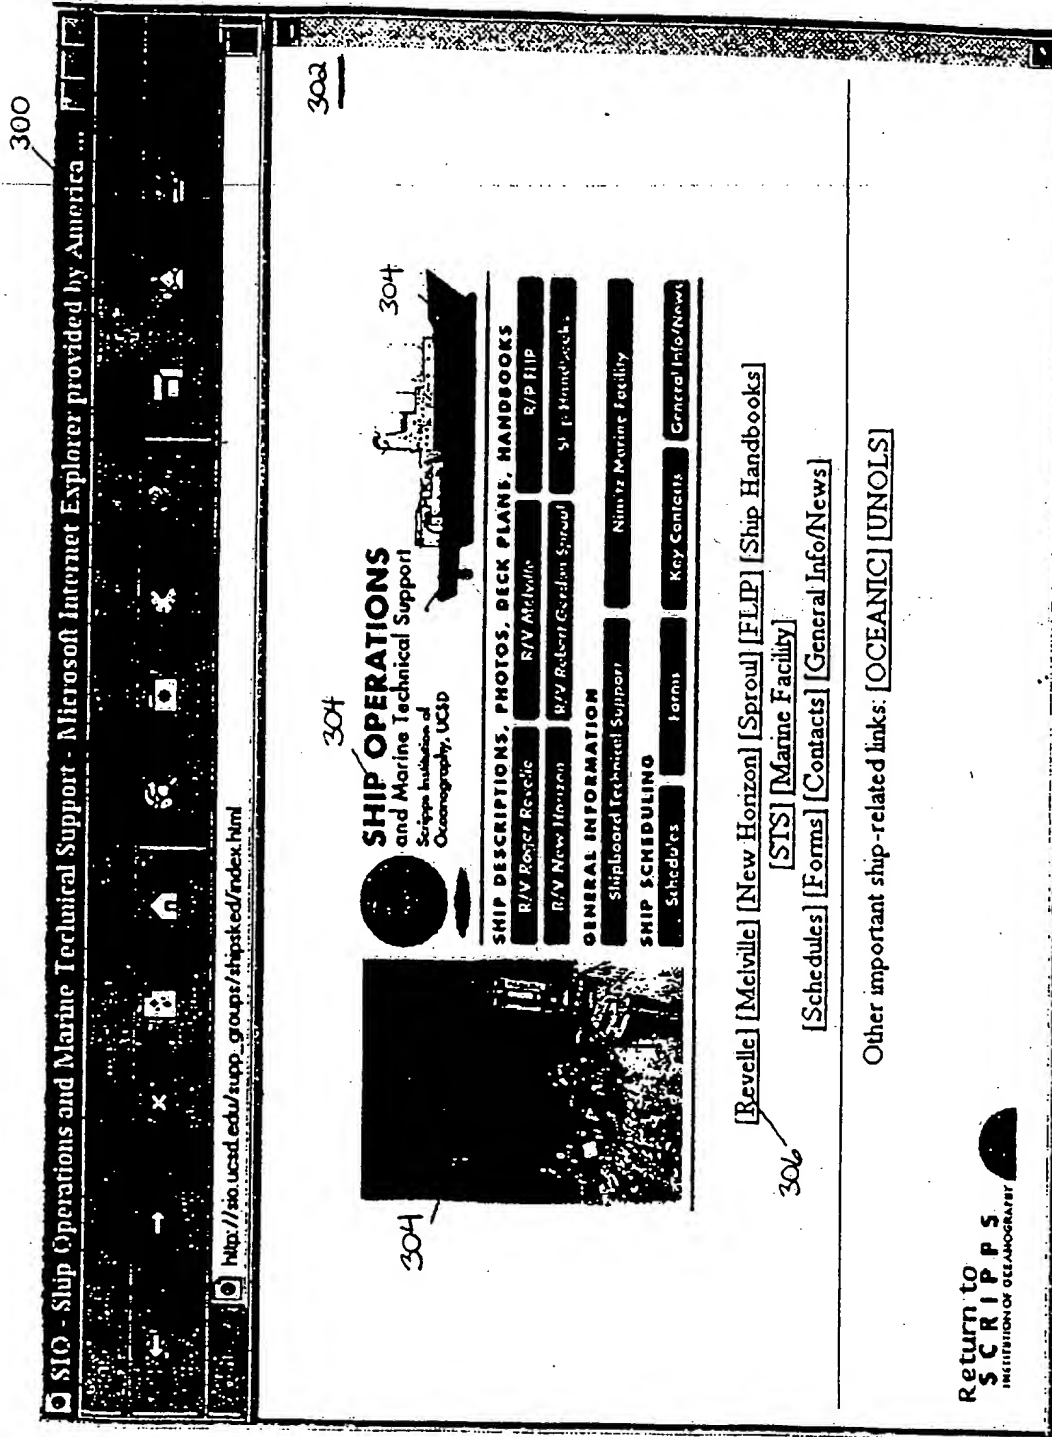 300
SIO - Ship Operations and Marine Technical Support - Microsoft Internet Explorer provided by America ...
http://sio.ucsd.edu/supp_groups/shipsked/index.html
302
304
SHIP OPERATIONS
and Marine Technical Support
Scripps Institution of
Oceanography, UCSD
304
SHIP DESCRIPTIONS, PHOTOS, DECK PLANS, HANDBOOKS
R/V Roger Revelle R/V Melville R/P FLIP
R/V New Horizon R/V Robert Gordon Sproul Ship Handbooks
GENERAL INFORMATION
Shipboard Technical Support Nimitz Marine Facility
SHIP SCHEDULING
Schedules Forms Key Contacts General Info/News
304
[Revelle] [Melville] [New Horizon] [Sproul] [FLIP] [Ship Handbooks]
[STS] [Marine Facility]
[Schedules] [Forms] [Contacts] [General Info/News]
306
Other important ship-related links: [OCEANIC] [UNOLS]
Return to
SCRIPPS
INSTITUTION OF OCEANOGRAPHY